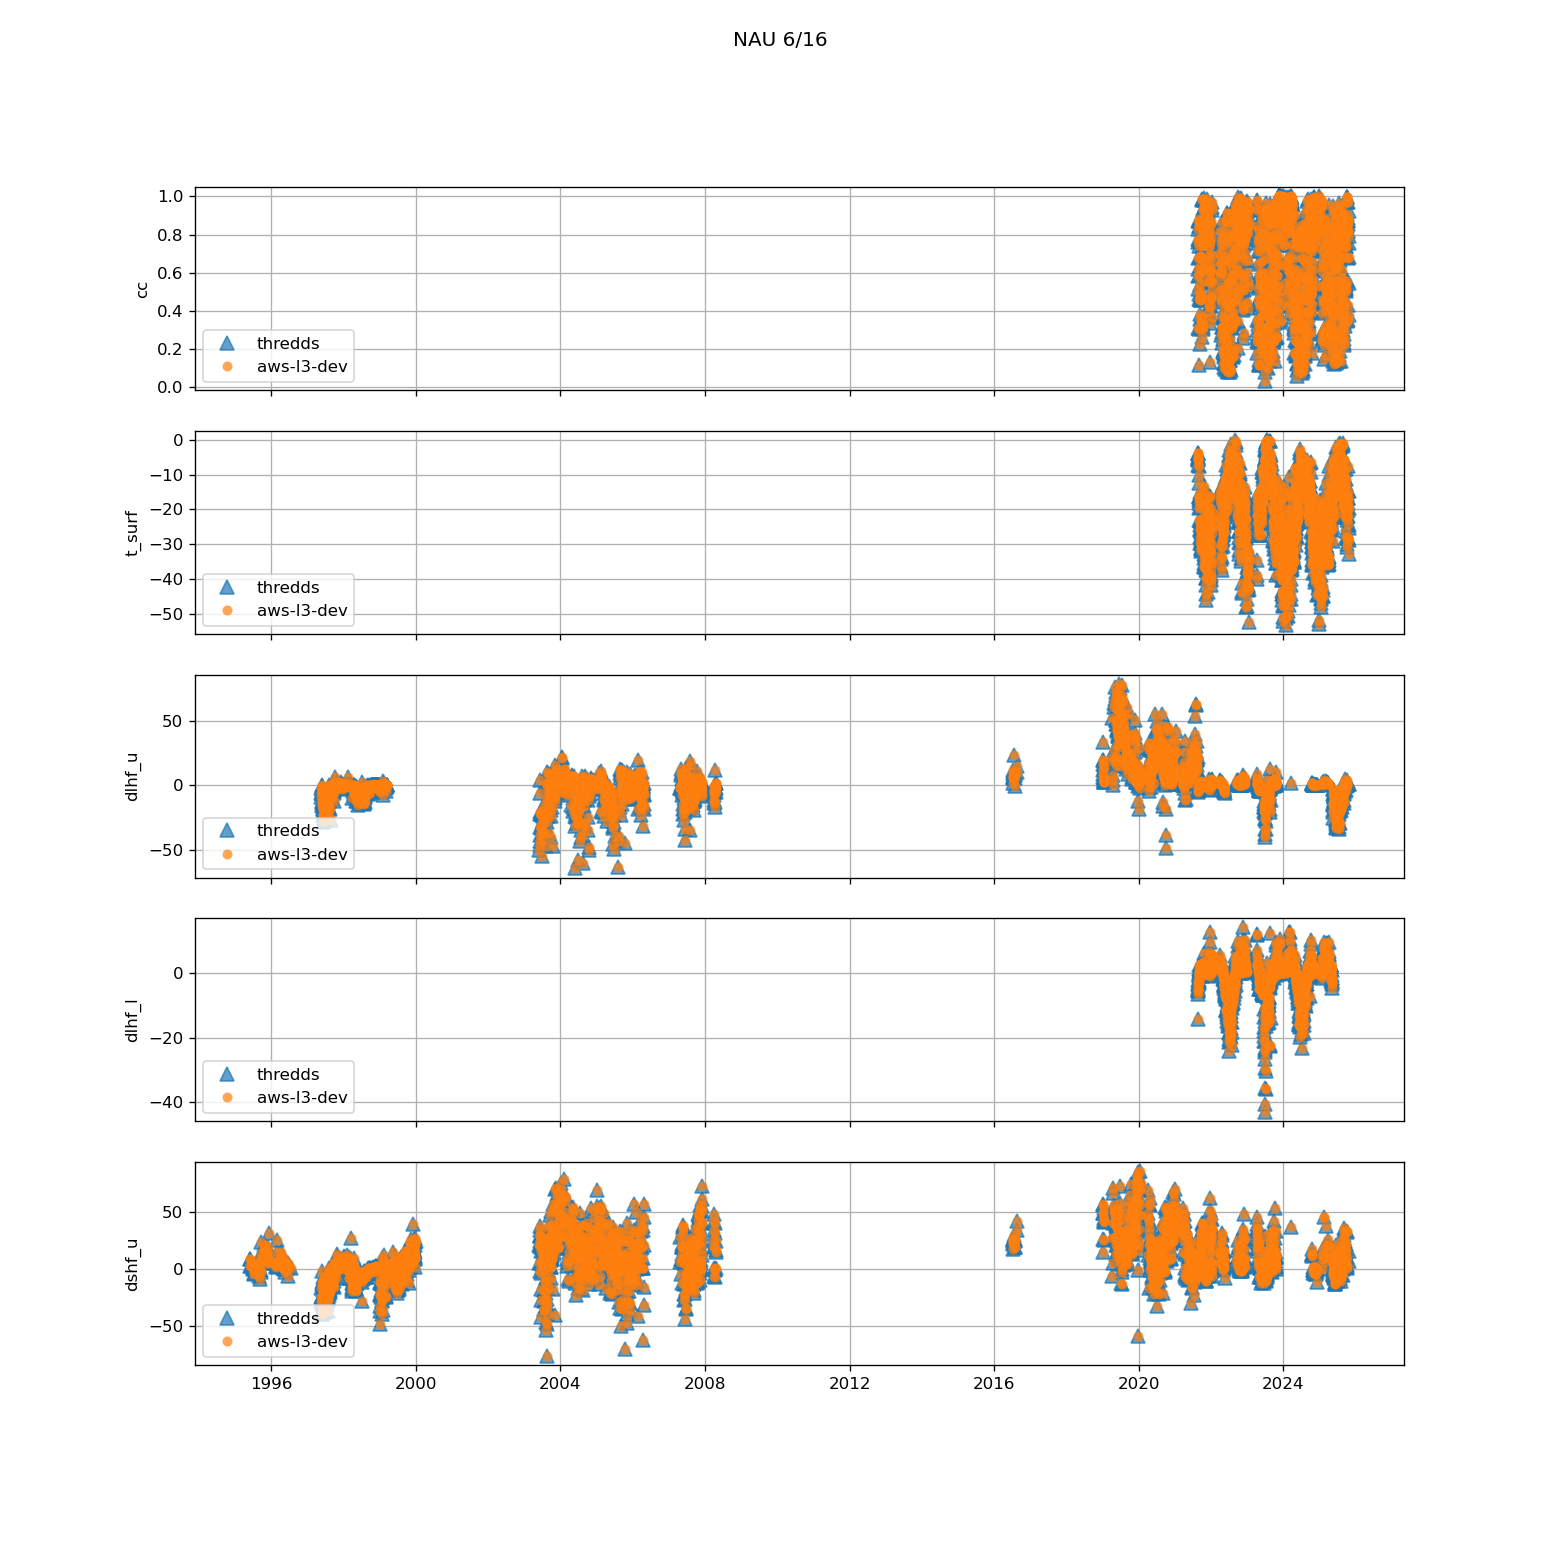 NAU 6/16
1.0
0.8
0.6
0.4
0.2
0.0
cc
thredds
aws-l3-dev
0
−10
−20
−30
−40
−50
t_surf
thredds
aws-l3-dev
50
0
−50
dlhf_u
thredds
aws-l3-dev
0
−20
−40
dlhf_l
thredds
aws-l3-dev
50
0
−50
dshf_u
thredds
aws-l3-dev
1996 2000 2004 2008 2012 2016 2020 2024